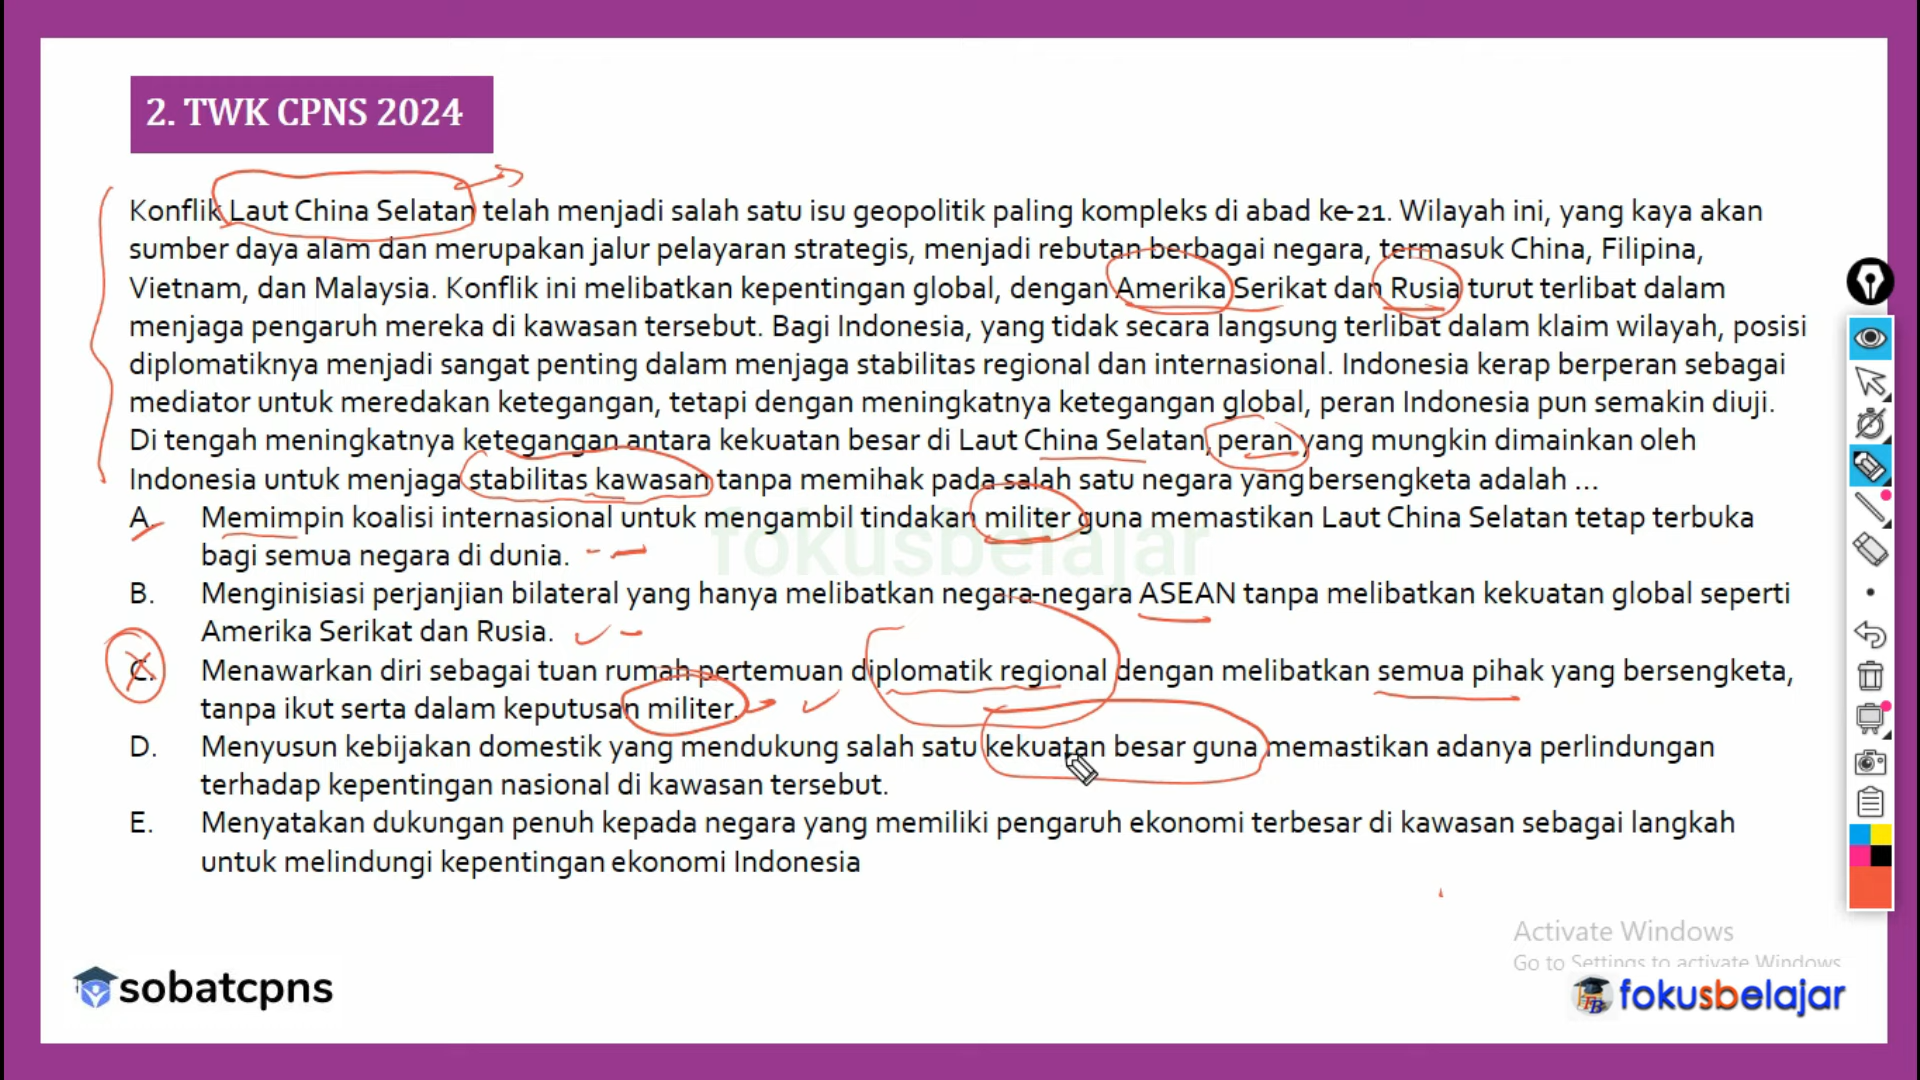 2. TWK CPNS 2024
Konflik Laut China Selatan telah menjadi salah satu isu geopolitik paling kompleks di abad ke-21. Wilayah ini, yang kaya akan
sumber daya alam dan merupakan jalur pelayaran strategis, menjadi rebutan berbagai negara, termasuk China, Filipina,
Vietnam, dan Malaysia. Konflik ini melibatkan kepentingan global, dengan Amerika Serikat dan Rusia turut terlibat dalam
menjaga pengaruh mereka di kawasan tersebut. Bagi Indonesia, yang tidak secara langsung terlibat dalam klaim wilayah, posisi
diplomatiknya menjadi sangat penting dalam menjaga stabilitas regional dan internasional. Indonesia kerap berperan sebagai
mediator untuk meredakan ketegangan, tetapi dengan meningkatnya ketegangan global, peran Indonesia pun semakin diuji.
Di tengah meningkatnya ketegangan antara kekuatan besar di Laut China Selatan, peran yang mungkin dimainkan oleh
Indonesia untuk menjaga stabilitas kawasan tanpa memihak pada salah satu negara yang bersengketa adalah ...
A. Memimpin koalisi internasional untuk mengambil tindakan militer guna memastikan Laut China Selatan tetap terbuka
bagi semua negara di dunia.
fokusbelajar
B. Menginisiasi perjanjian bilateral yang hanya melibatkan negara-negara ASEAN tanpa melibatkan kekuatan global seperti
Amerika Serikat dan Rusia.
C. Menawarkan diri sebagai tuan rumah pertemuan diplomatik regional dengan melibatkan semua pihak yang bersengketa,
tanpa ikut serta dalam keputusan militer.
D. Menyusun kebijakan domestik yang mendukung salah satu kekuatan besar guna memastikan adanya perlindungan
terhadap kepentingan nasional di kawasan tersebut.
E. Menyatakan dukungan penuh kepada negara yang memiliki pengaruh ekonomi terbesar di kawasan sebagai langkah
untuk melindungi kepentingan ekonomi Indonesia
Activate Windows
Go to Settings to activate Windows.
sobatcpns
fokusbelajar